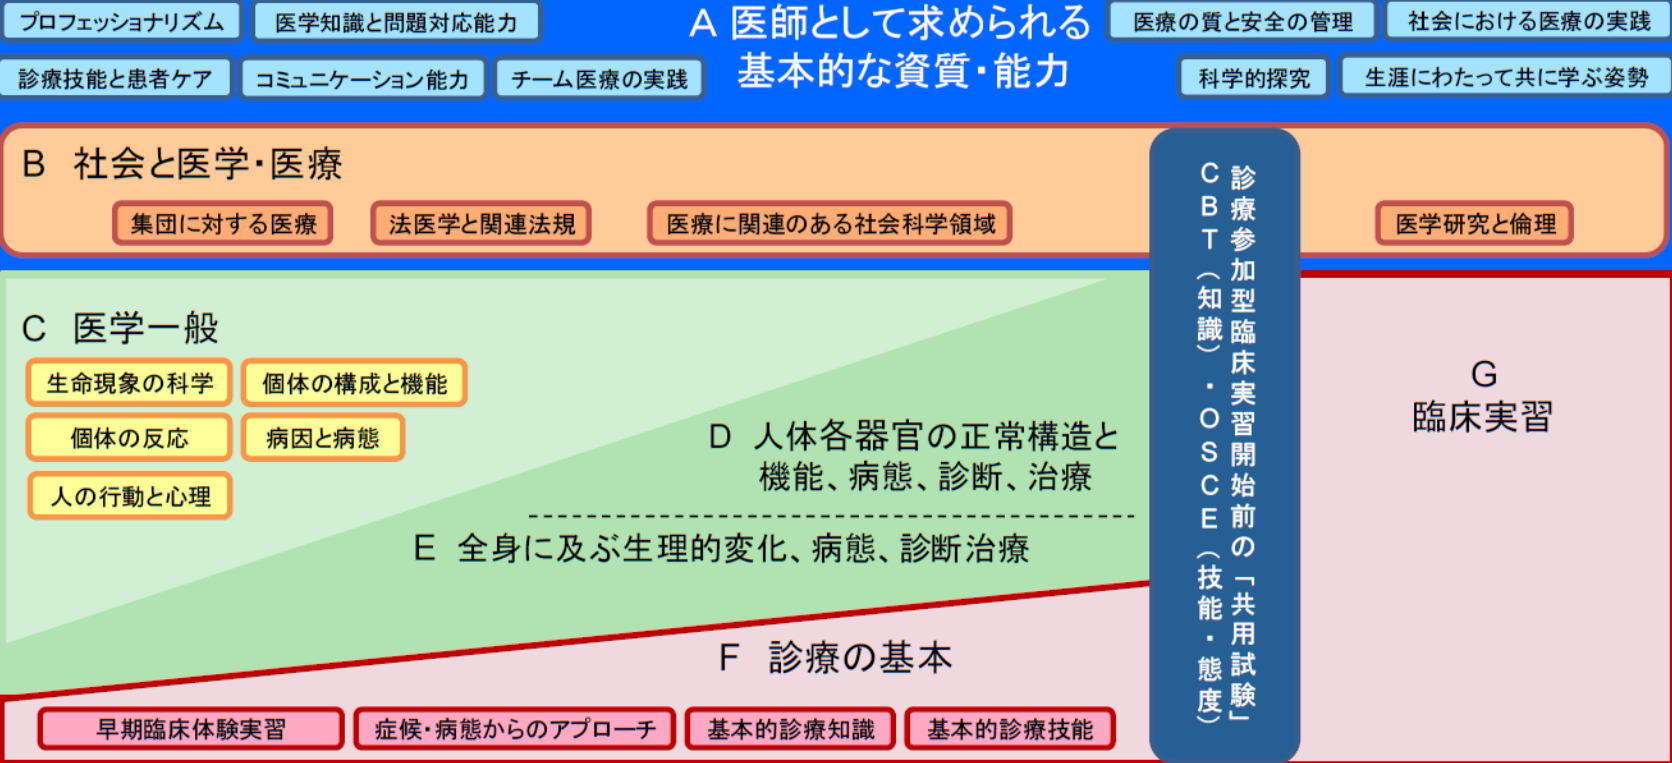 プロフェッショナリズム
医学知識と問題対応能力
診療技能と患者ケア
コミュニケーション能力
チーム医療の実践
A 医師として求められる
基本的な資質・能力
医療の質と安全の管理
社会における医療の実践
科学的探究
生涯にわたって共に学ぶ姿勢
B 社会と医学・医療
集団に対する医療
法医学と関連法規
医療に関連のある社会科学領域
医学研究と倫理
C 医学一般
生命現象の科学
個体の構成と機能
個体の反応
病因と病態
人の行動と心理
D 人体各器官の正常構造と
機能、病態、診断、治療
E 全身に及ぶ生理的変化、病態、診断治療
F 診療の基本
早期臨床体験実習
症候・病態からのアプローチ
基本的診療知識
基本的診療技能
診療参加型臨床実習開始前の「共用試験」
CBT（知識）・OSCE（技能・態度）
G
臨床実習